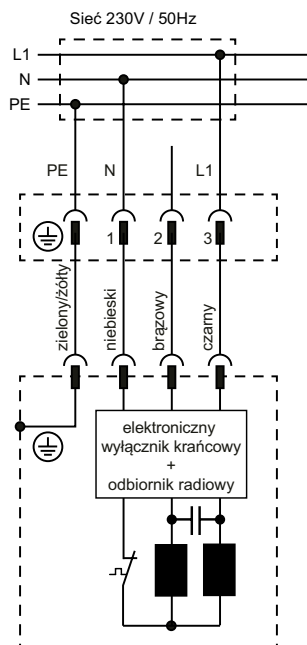 Sieć 230V / 50Hz
L1
N
PE
PE N L1
1 2 3
zielony/żółty
niebieski
brązowy
czarny
elektroniczny
wyłącznik krańcowy
+
odbiornik radiowy